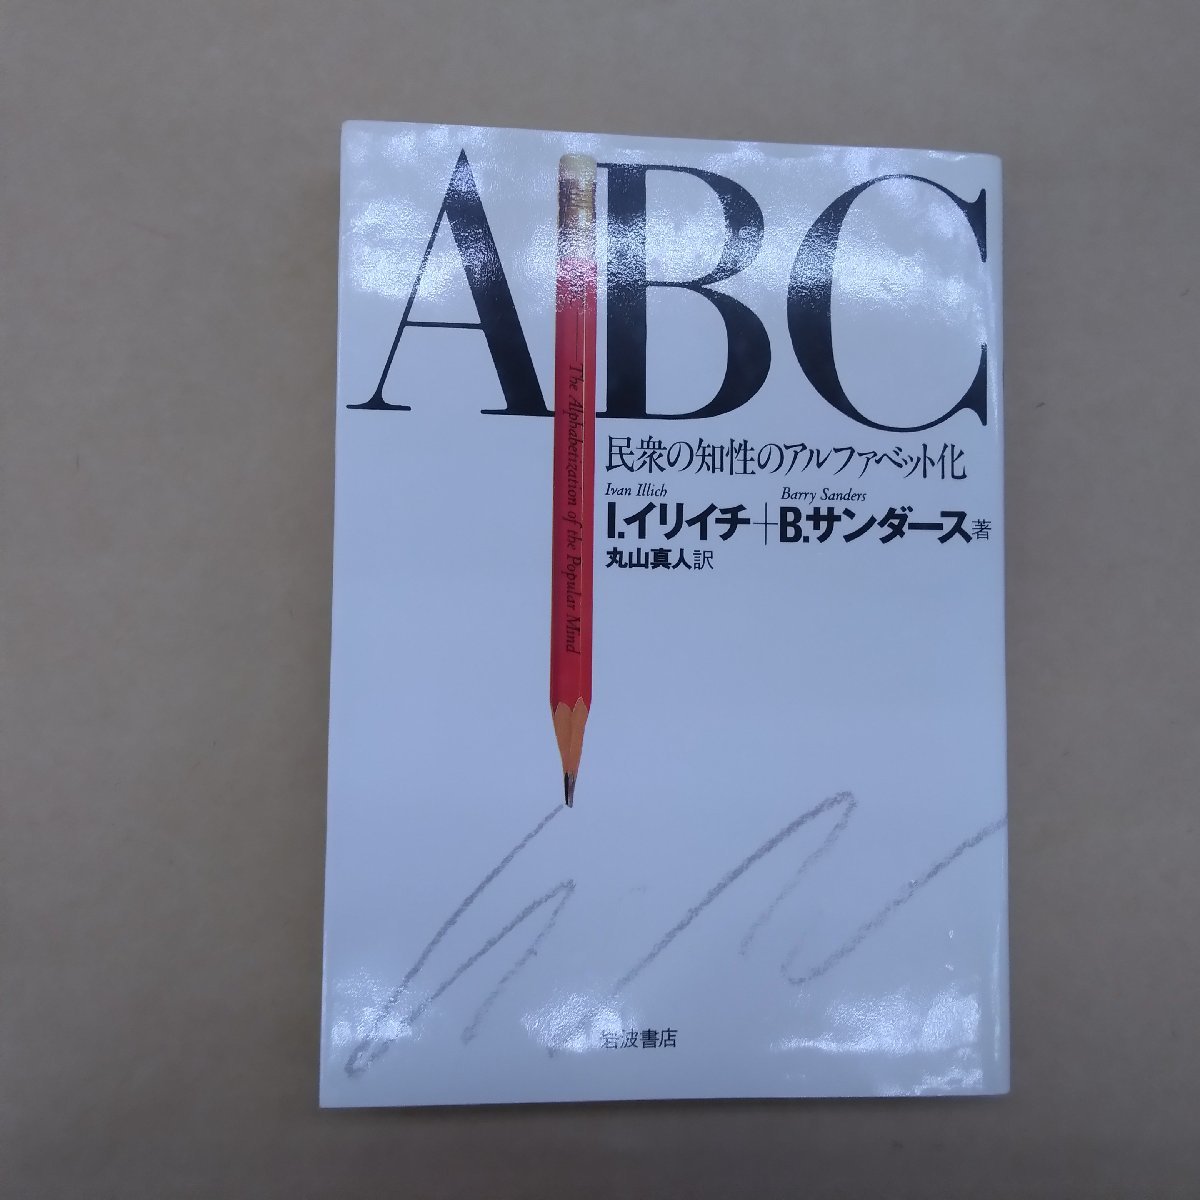 ABC
The Alphabetization of the Popular Mind
民衆の知性のアルファベット化
Ivan Illich Barry Sanders
I.イリイチ+B.サンダース著
丸山真人訳
岩波書店